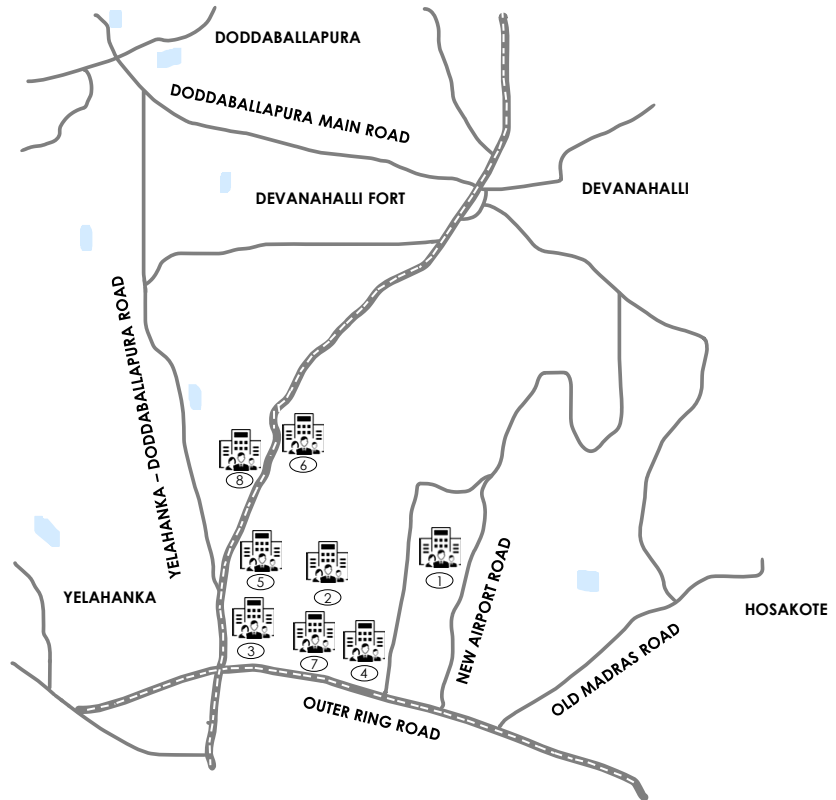 DODDABALLAPURA
DODDABALLAPURA MAIN ROAD
DEVANAHALLI FORT
DEVANAHALLI
YELAHANKA – DODDABALLAPURA ROAD
6
8
5
2
1
NEW AIRPORT ROAD
YELAHANKA
HOSAKOTE
3
7
4
OLD MADRAS ROAD
OUTER RING ROAD